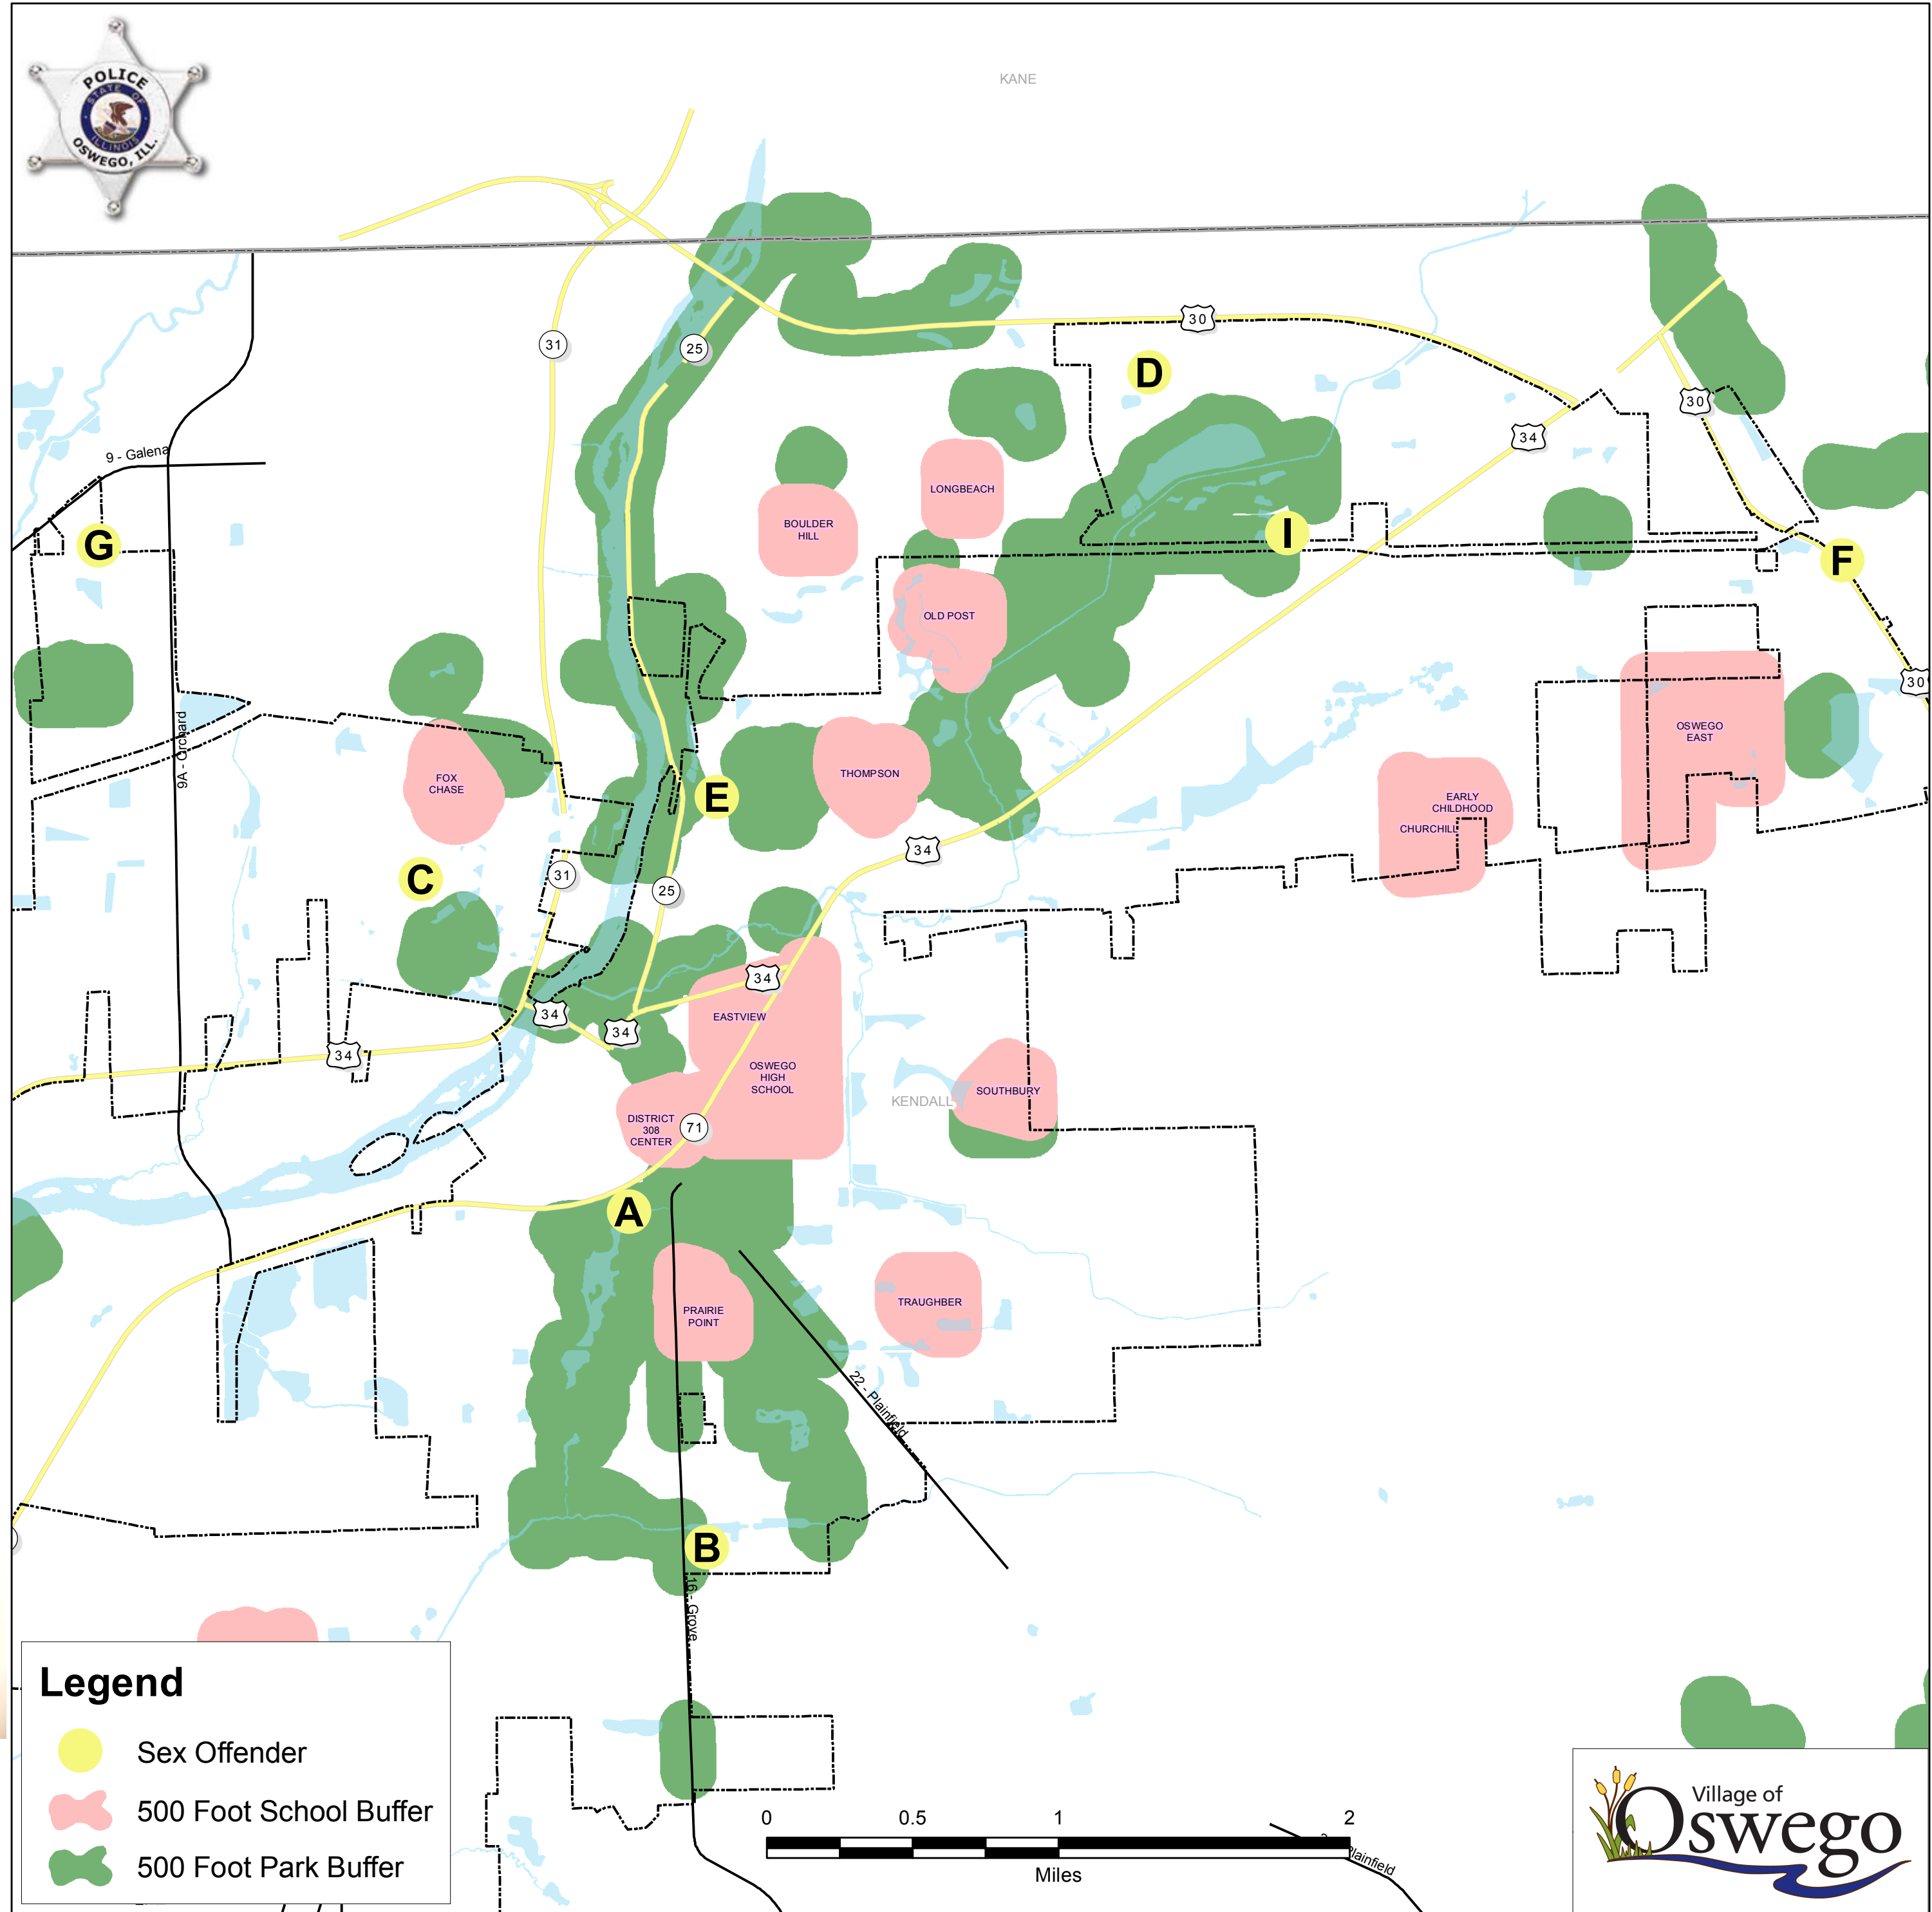 POLICE
STATE OF
ILLINOIS
OSWEGO, ILL.
KANE
30
31
25
D
30
34
9 - Galena
LONGBEACH
BOULDER
HILL
G
I
F
OLD POST
30
9A - Orchard
FOX
CHASE
THOMPSON
E
OSWEGO
EAST
EARLY
CHILDHOOD
CHURCHILL
34
C
31
25
34
34
34
EASTVIEW
34
OSWEGO
HIGH
SCHOOL
KENDALL
SOUTHBURY
DISTRICT
308
CENTER
71
A
PRAIRIE
POINT
TRAUGHBER
22 - Plainfield
B
16 - Grove
Legend
Sex Offender
500 Foot School Buffer
500 Foot Park Buffer
0 0.5 1 2
Miles
Plainfield
Village of
Oswego